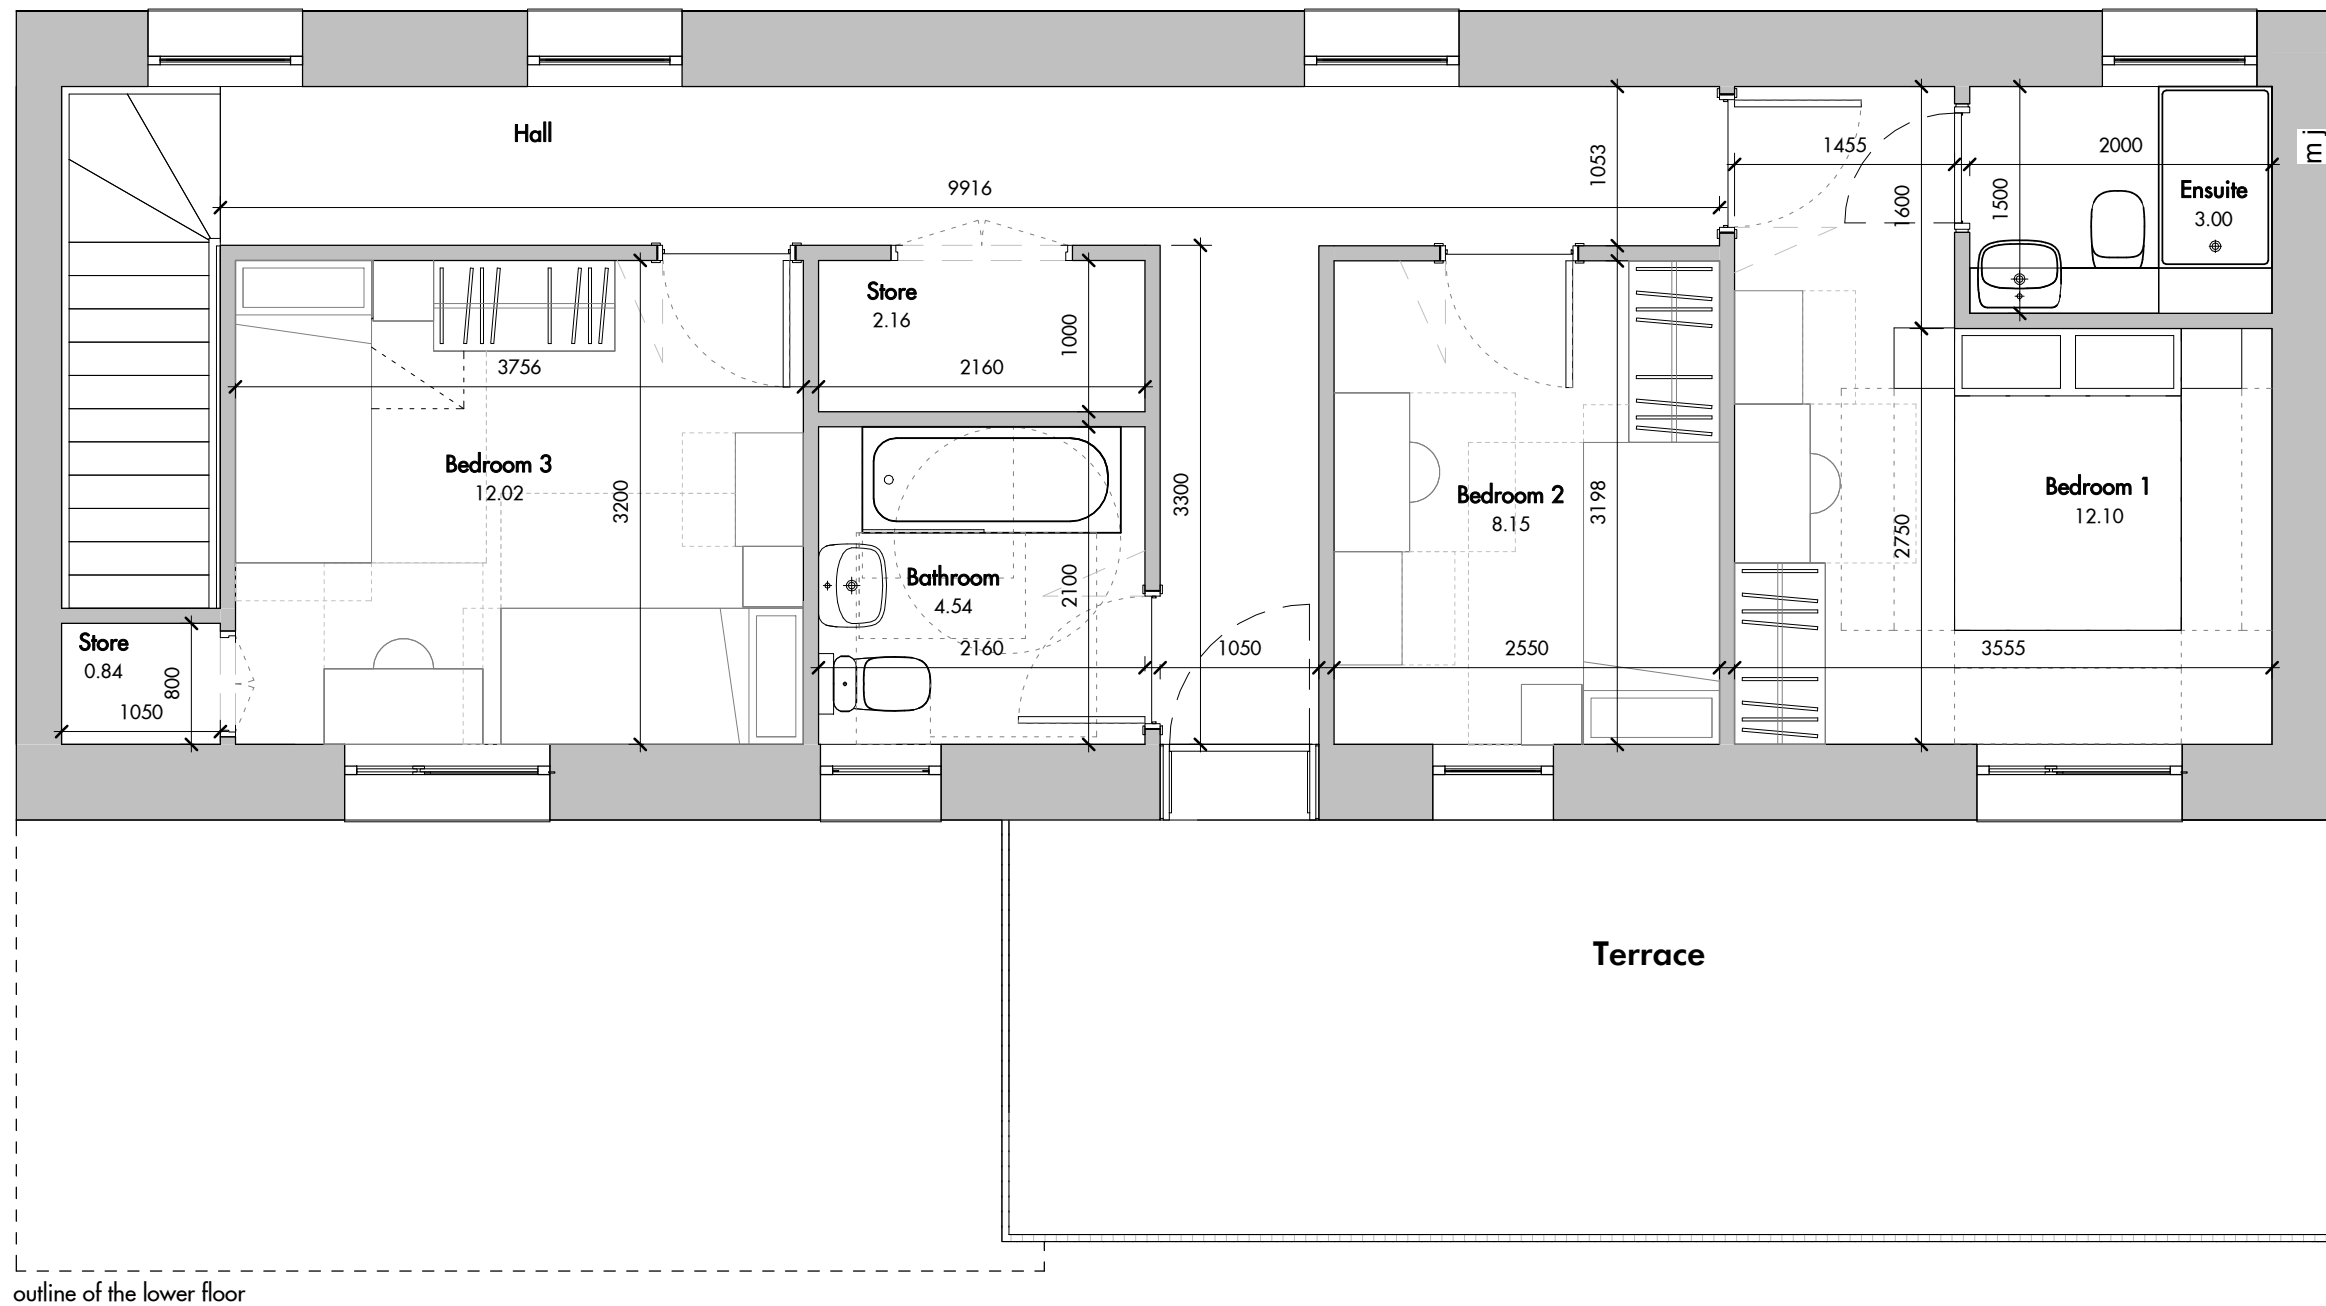 Hall
9916
1053
1455
1600
1500
2000
Ensuite
3.00
m j
Store
2.16
1000
2160
3756
Bedroom 3
12.02
3200
3300
Bedroom 2
8.15
3198
2750
Bedroom 1
12.10
Bathroom
4.54
2100
2160
1050
2550
3555
Store
0.84
800
1050
Terrace
outline of the lower floor